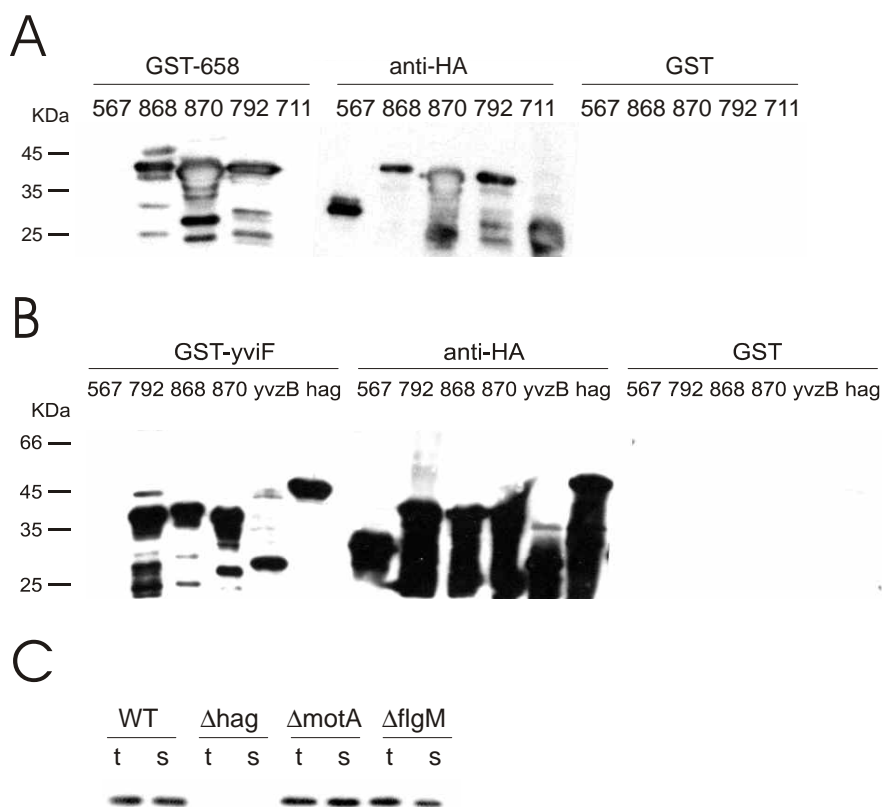 A
GST-658 anti-HA GST
KDa 567 868 870 792 711 567 868 870 792 711 567 868 870 792 711
45
35
25
B
GST-yviF anti-HA GST
567 792 868 870 yvzB hag 567 792 868 870 yvzB hag 567 792 868 870 yvzB hag
KDa
66
45
35
25
C
WT Δhag ΔmotA ΔflgM
t s t s t s t s